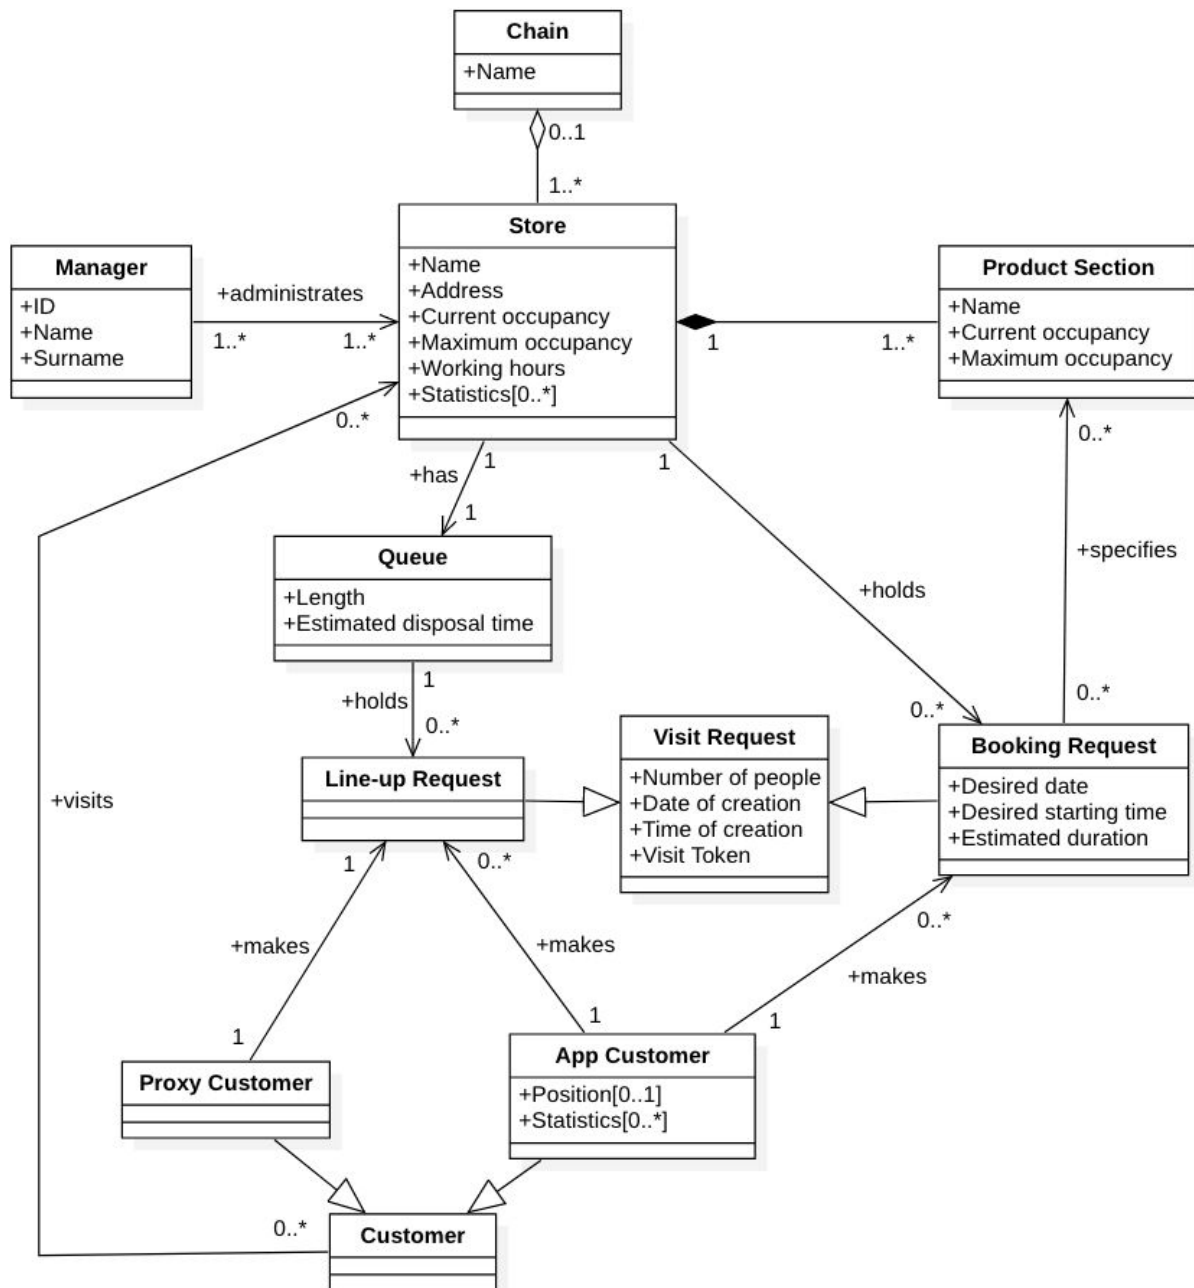 Chain
+Name
0..1
1..*
Store
+Name
+Address
+Current occupancy
+Maximum occupancy
+Working hours
+Statistics[0..*]
Manager
+ID
+Name
+Surname
+administrates
1..*
1..*
Product Section
+Name
+Current occupancy
+Maximum occupancy
1
1..*
0..*
0..*
+has
1
1
1
Queue
+Length
+Estimated disposal time
+specifies
+holds
+holds
1
0..*
0..*
0..*
Visit Request
+Number of people
+Date of creation
+Time of creation
+Visit Token
Booking Request
+Desired date
+Desired starting time
+Estimated duration
Line-up Request
+visits
1
0..*
0..*
+makes
+makes
+makes
1
1
1
Proxy Customer
App Customer
+Position[0..1]
+Statistics[0..*]
0..*
Customer